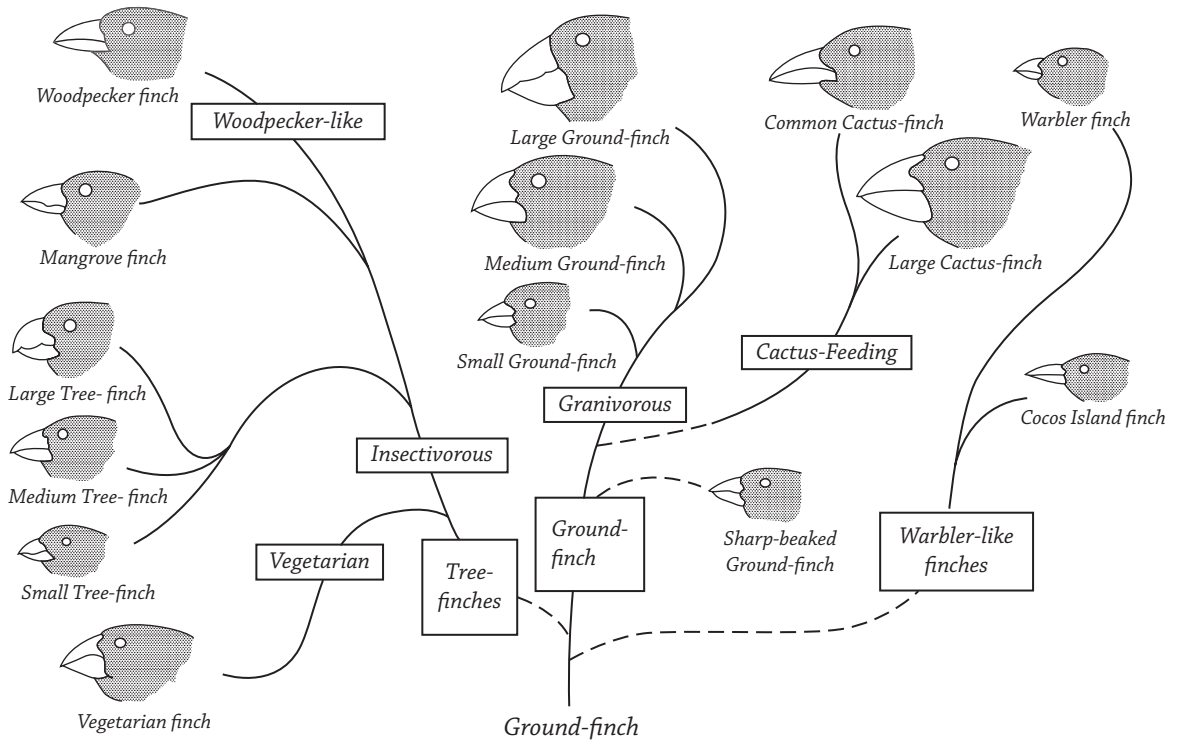 Woodpecker finch
Woodpecker-like
Large Ground-finch
Common Cactus-finch
Warbler finch
Mangrove finch
Medium Ground-finch
Large Cactus-finch
Small Ground-finch
Cactus-Feeding
Large Tree- finch
Granivorous
Cocos Island finch
Insectivorous
Medium Tree- finch
Ground-
finch
Sharp-beaked
Ground-finch
Warbler-like
finches
Vegetarian
Tree-
finches
Small Tree-finch
Vegetarian finch
Ground-finch